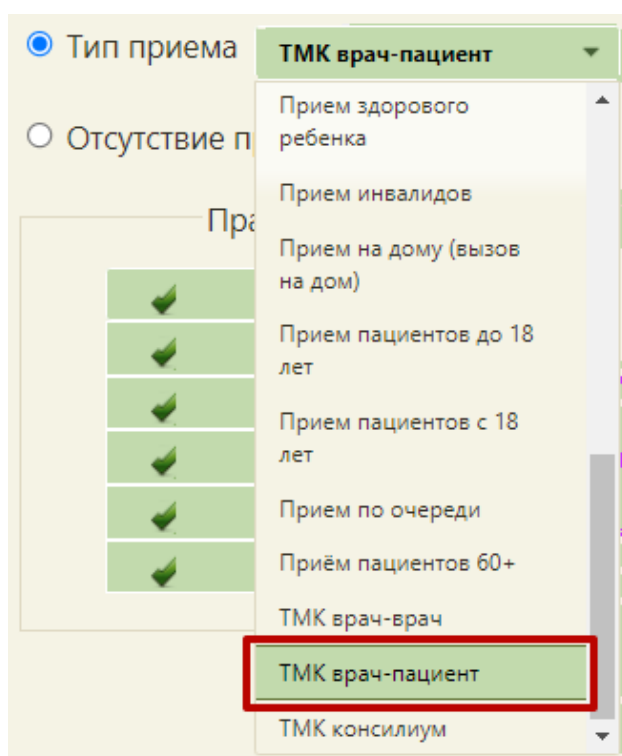 Тип приема
ТМК врач-пациент
Прием здорового
ребенка
Отсутствие п
Прием инвалидов
Пра
Прием на дому (вызов
на дом)
Прием пациентов до 18
лет
Прием пациентов с 18
лет
Прием по очереди
Приём пациентов 60+
ТМК врач-врач
ТМК врач-пациент
ТМК консилиум